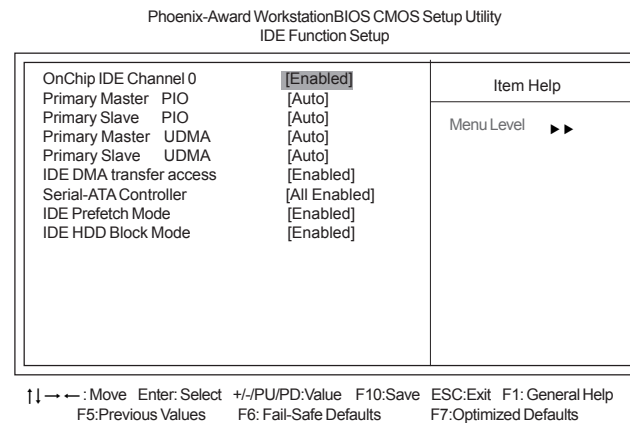 Phoenix-Award WorkstationBIOS CMOS Setup Utility
IDE Function Setup
OnChip IDE Channel 0 [Enabled]
Primary Master PIO [Auto]
Primary Slave PIO [Auto]
Primary Master UDMA [Auto]
Primary Slave UDMA [Auto]
IDE DMA transfer access [Enabled]
Serial-ATA Controller [All Enabled]
IDE Prefetch Mode [Enabled]
IDE HDD Block Mode [Enabled]
Item Help
Menu Level ►►
↑↓→←: Move Enter: Select +/-/PU/PD:Value F10:Save ESC:Exit F1: General Help
F5:Previous Values F6: Fail-Safe Defaults F7:Optimized Defaults